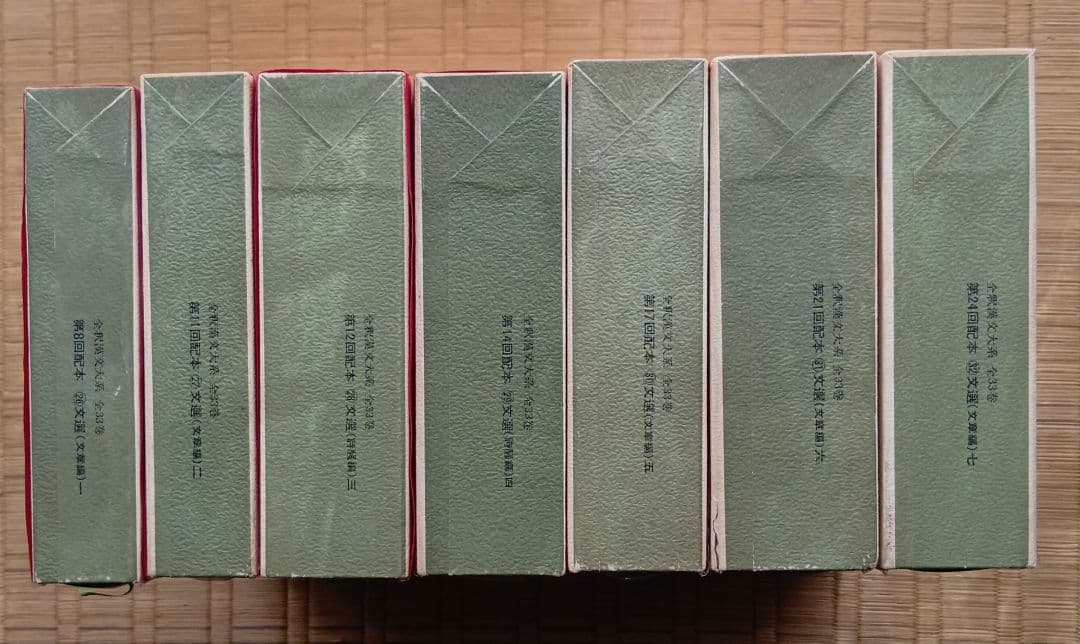 全釈漢文大系 全33巻
第8回配本 ㉖文選(文章編)一
全釈漢文大系 全33巻
第11回配本 ㉗文選(文章編)二
全釈漢文大系 全33巻
第12回配本 ㉘文選(詩騒編)三
全釈漢文大系 全33巻
第14回配本 ㉙文選(詩騒編)四
全釈漢文大系 全33巻
第17回配本 ㉚文選(文章編)五
全釈漢文大系 全33巻
第21回配本 ㉛文選(文章編)六
全釈漢文大系 全33巻
第24回配本 ㉜文選(文章編)七